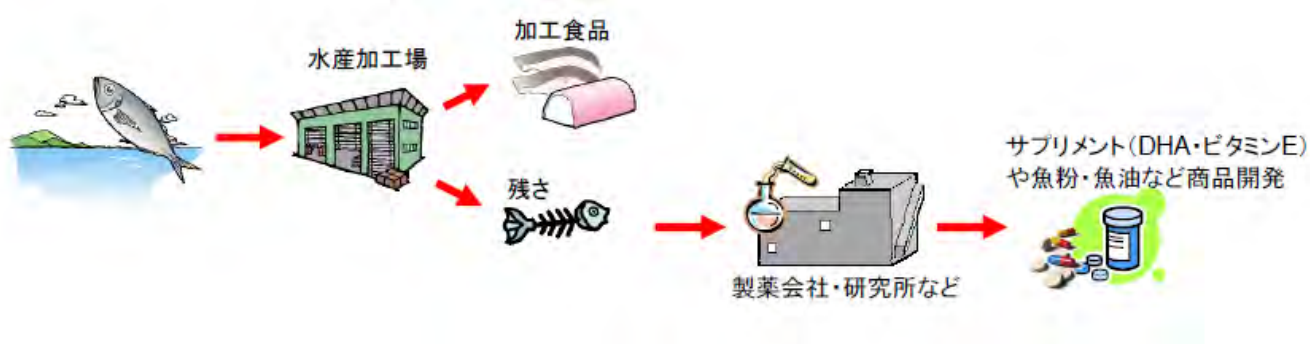 加工食品
水産加工場
残さ
製薬会社・研究所など
サプリメント(DHA・ビタミンE)
や魚粉・魚油など商品開発